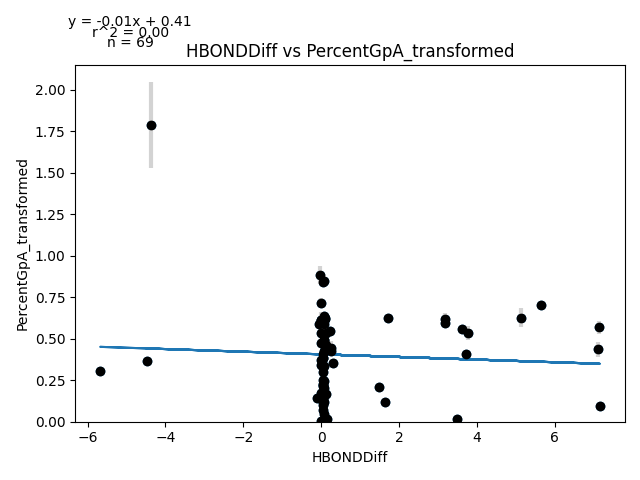 y = -0.01x + 0.41
r^2 = 0.00
n = 69
HBONDDiff vs PercentGpA_transformed
PercentGpA_transformed
2.00
1.75
1.50
1.25
1.00
0.75
0.50
0.25
0.00
−6
−4
−2
0
2
4
6
HBONDDiff